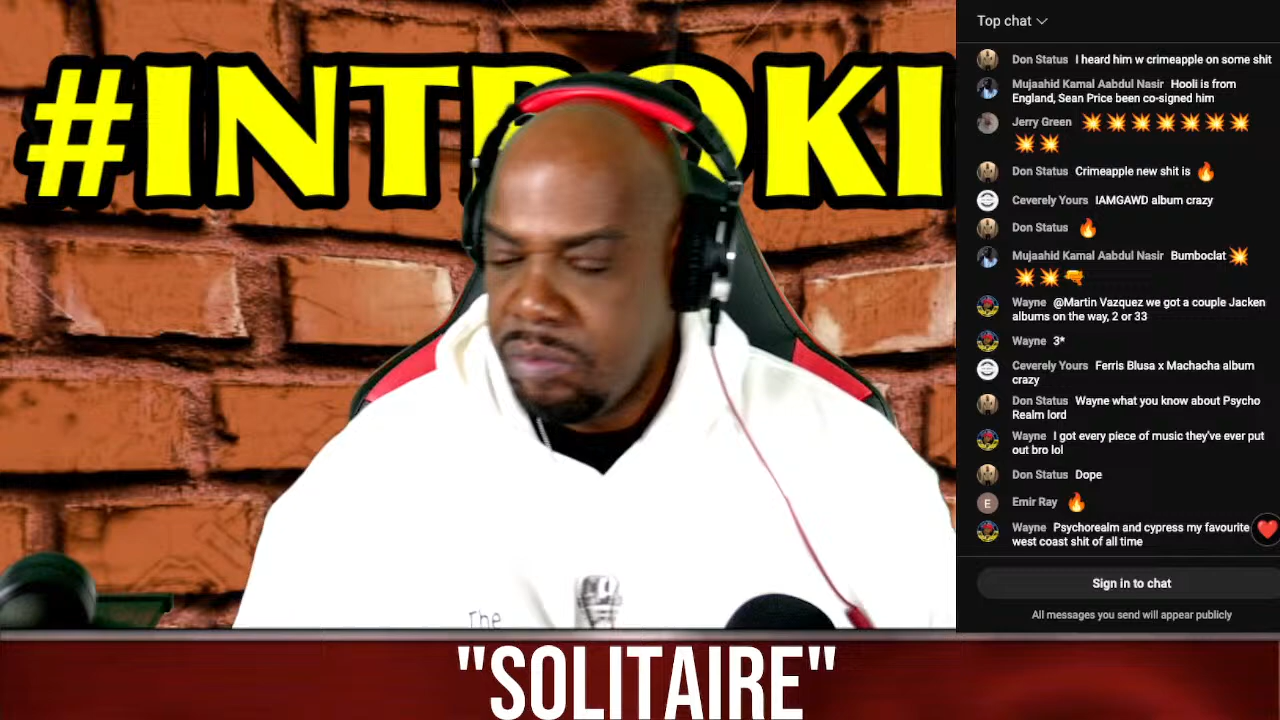 #INTROKI
Top chat
Don Status I heard him w crimeapple on some shit
Mujaahid Kamal Aabdul Nasir Hooli is from
England, Sean Price been co-signed him
Jerry Green 💥💥💥💥💥💥💥
💥💥
Don Status Crimeapple new shit is 🔥
Ceverely Yours IAMGAWD album crazy
Don Status 🔥
Mujaahid Kamal Aabdul Nasir Bumboclat 💥
💥💥🔫
Wayne @Martin Vazquez we got a couple Jacken
albums on the way, 2 or 33
Wayne 3*
Ceverely Yours Ferris Blusa x Machacha album
crazy
Don Status Wayne what you know about Psycho
Realm lord
Wayne I got every piece of music they've ever put
out bro lol
Don Status Dope
E Emir Ray 🔥
Wayne Psychorealm and cypress my favourite
west coast shit of all time
Sign in to chat
All messages you send will appear publicly
The
"SOLITAIRE"